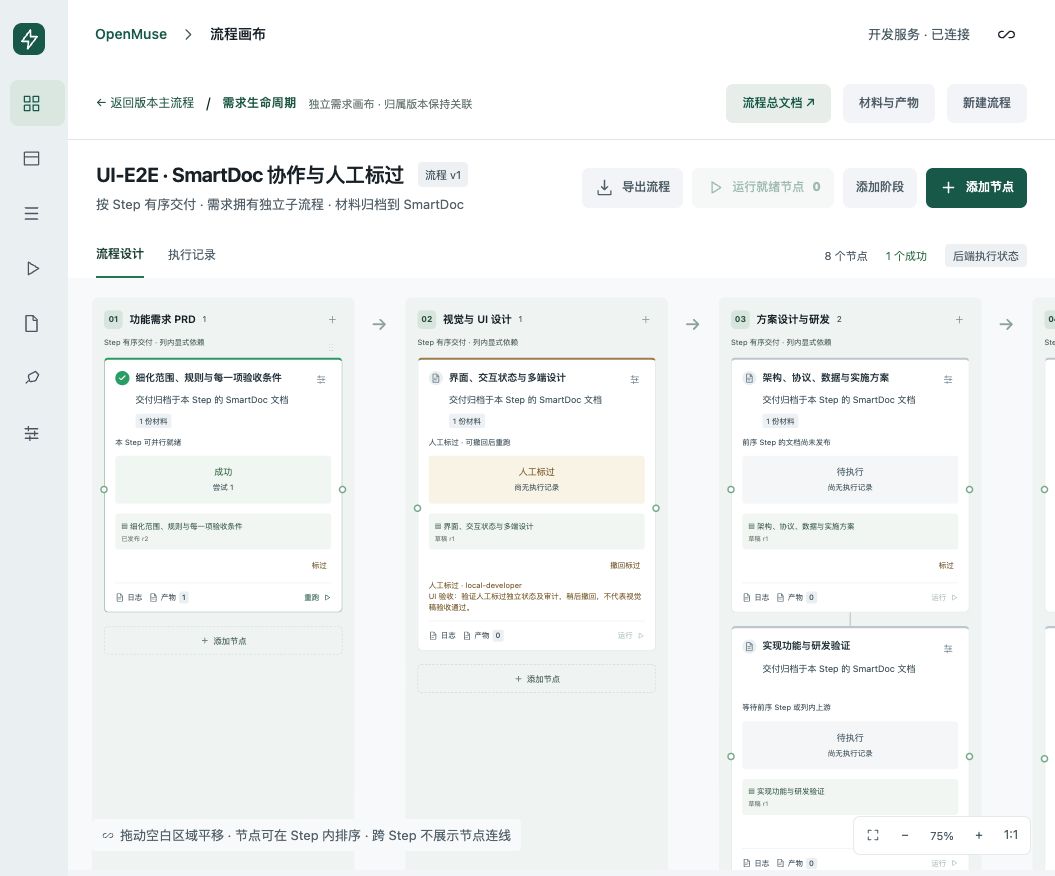 OpenMuse > 流程画布
开发服务 · 已连接
← 返回版本主流程 / 需求生命周期 独立需求画布 · 归属版本保持关联
流程总文档 ↗
材料与产物
新建流程
UI-E2E · SmartDoc 协作与人工标过 流程 v1
按 Step 有序交付 · 需求拥有独立子流程 · 材料归档到 SmartDoc
导出流程
运行就绪节点 0
添加阶段
+ 添加节点
流程设计
执行记录
8 个节点
1 个成功
后端执行状态
01 功能需求 PRD 1 +
Step 有序交付 · 列内显式依赖
细化范围、规则与每一项验收条件
交付归档于本 Step 的 SmartDoc 文档
1 份材料
本 Step 可并行就绪
成功
尝试 1
细化范围、规则与每一项验收条件
已发布 r2
标过
日志 产物 1 重跑
+ 添加节点
02 视觉与 UI 设计 1 +
Step 有序交付 · 列内显式依赖
界面、交互状态与多端设计
交付归档于本 Step 的 SmartDoc 文档
1 份材料
人工标过 · 可撤回后重跑
人工标过
尚无执行记录
界面、交互状态与多端设计
草稿 r1
撤回标过
人工标过 · local-developer
UI 验收：验证人工标过独立状态及审计，稍后撤回，不代表视觉
稿验收通过。
日志 产物 0 运行
+ 添加节点
03 方案设计与研发 2 +
Step 有序交付 · 列内显式依赖
架构、协议、数据与实施方案
交付归档于本 Step 的 SmartDoc 文档
1 份材料
前序 Step 的文档尚未发布
待执行
尚无执行记录
架构、协议、数据与实施方案
草稿 r1
标过
日志 产物 0 运行
实现功能与研发验证
交付归档于本 Step 的 SmartDoc 文档
等待前序 Step 或列内上游
待执行
尚无执行记录
实现功能与研发验证
草稿 r1
日志 产物 0 运行
拖动空白区域平移 · 节点可在 Step 内排序 · 跨 Step 不展示节点连线
− 75% + 1:1